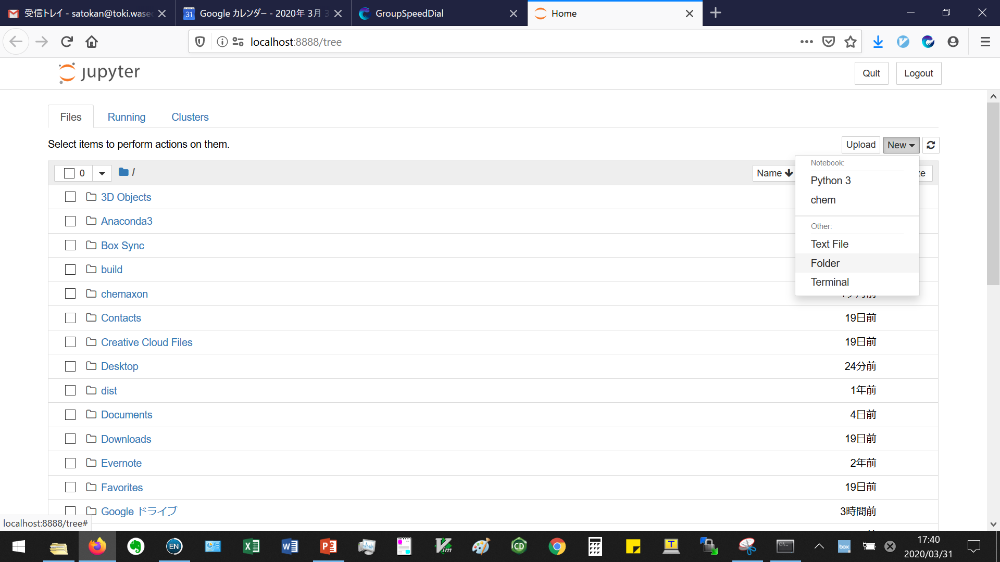 受信トレイ - satokan@toki.wase
Google カレンダー - 2020年 3月 3
GroupSpeedDial
Home
localhost:8888/tree
jupyter
Quit
Logout
Files
Running
Clusters
Select items to perform actions on them.
Upload
New
0
/
Name
ze
Notebook:
Python 3
chem
Other:
Text File
Folder
Terminal
3D Objects
Anaconda3
Box Sync
build
chemaxon
Contacts
19日前
Creative Cloud Files
19日前
Desktop
24分前
dist
1年前
Documents
4日前
Downloads
19日前
Evernote
2年前
Favorites
19日前
Google ドライブ
3時間前
localhost:8888/tree#
17:40
2020/03/31